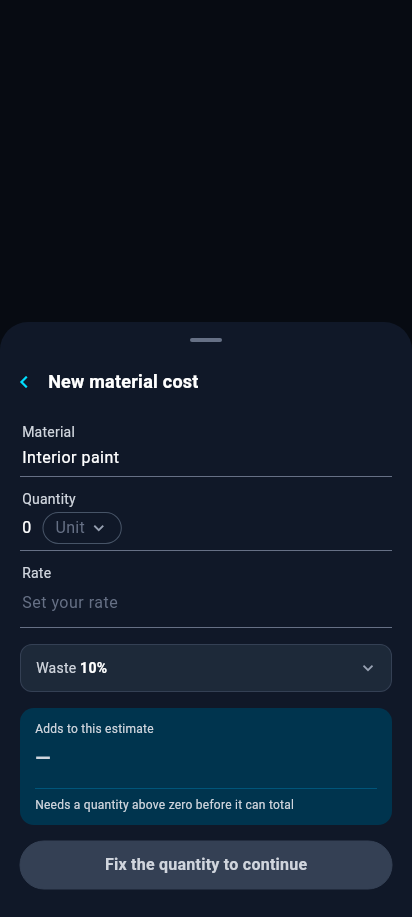 New material cost
Material
Interior paint
Quantity
0 Unit
Rate
Set your rate
Waste 10%
Adds to this estimate
—
Needs a quantity above zero before it can total
Fix the quantity to continue